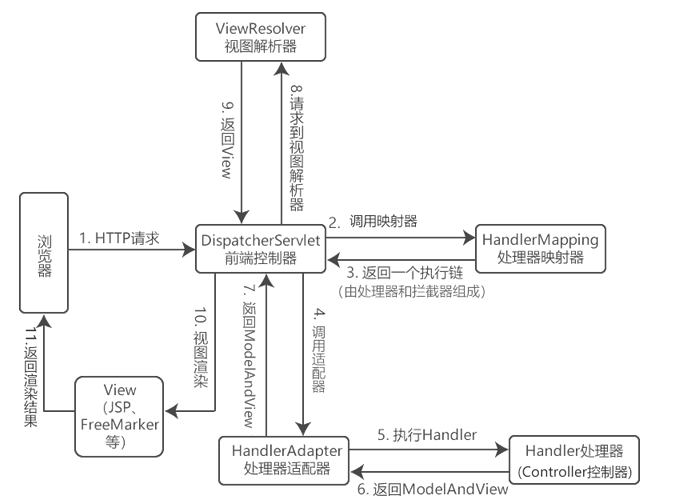 ViewResolver
视图解析器
9. 返回View
8.请求到视图解析器
浏览器
1. HTTP请求
DispatcherServlet
前端控制器
2. 调用映射器
HandlerMapping
处理器映射器
3. 返回一个执行链
(由处理器和拦截器组成)
10. 视图渲染
7. 返回ModelAndView
4. 调用适配器
11.返回渲染结果
View
(JSP、
FreeMarker
等)
HandlerAdapter
处理器适配器
5. 执行Handler
6. 返回ModelAndView
Handler处理器
(Controller控制器)